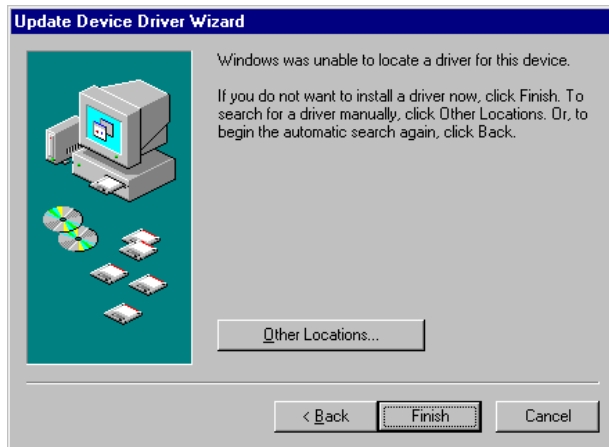 Update Device Driver Wizard
Windows was unable to locate a driver for this device.
If you do not want to install a driver now, click Finish. To
search for a driver manually, click Other Locations. Or, to
begin the automatic search again, click Back.
Other Locations...
< Back
Finish
Cancel